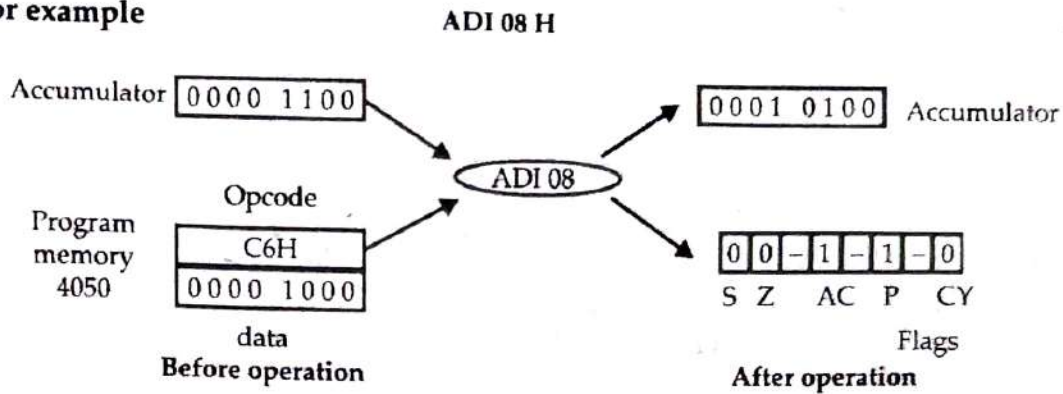 or example
ADI 08 H
Accumulator 0000 1100
0001 0100 Accumulator
ADI 08
Opcode
Program
memory
4050
C6H
0000 1000
data
Before operation
0 0 – 1 – 1 – 0
S Z AC P CY
Flags
After operation